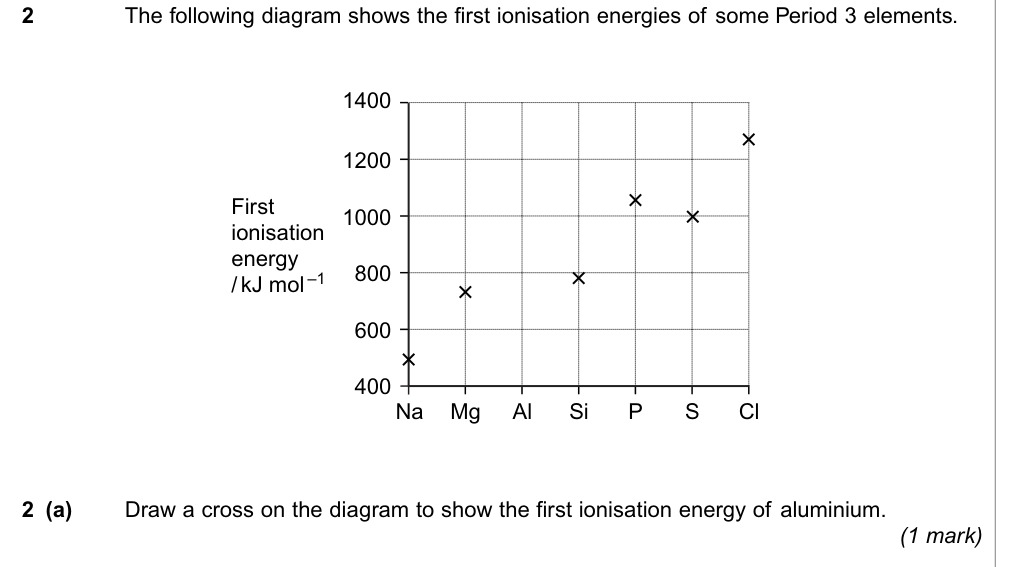 2 The following diagram shows the first ionisation energies of some Period 3 elements.
1400
1200
1000
800
600
400
First
ionisation
energy
/ kJ mol⁻¹
Na Mg Al Si P S Cl
2 (a) Draw a cross on the diagram to show the first ionisation energy of aluminium.
(1 mark)